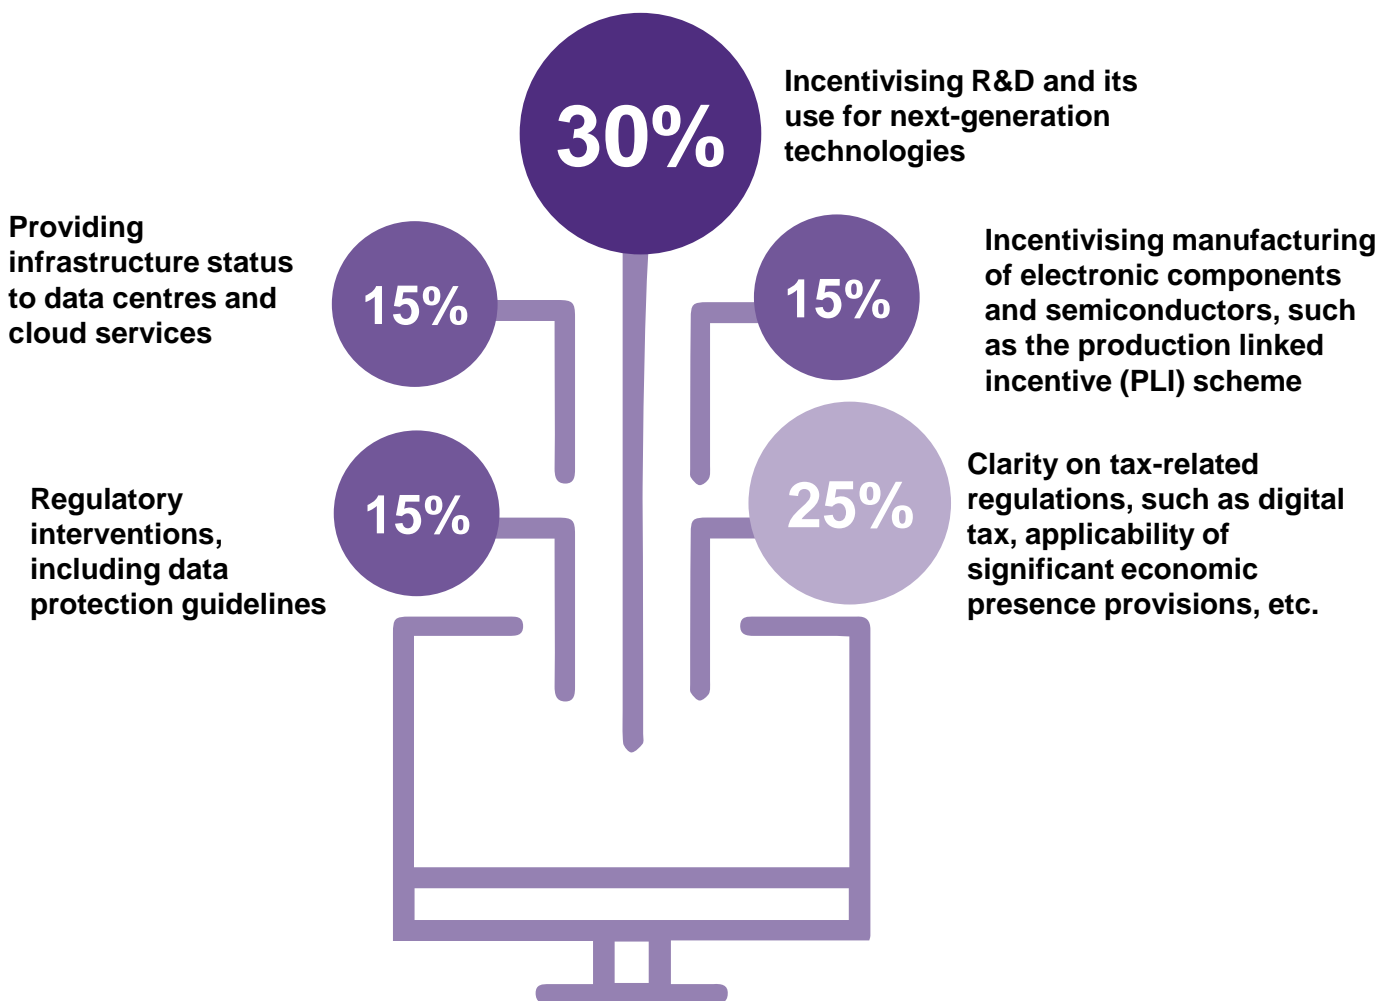 30%
Incentivising R&D and its
use for next-generation
technologies
Providing
infrastructure status
to data centres and
cloud services
15%
15%
Incentivising manufacturing
of electronic components
and semiconductors, such
as the production linked
incentive (PLI) scheme
Regulatory
interventions,
including data
protection guidelines
15%
25%
Clarity on tax-related
regulations, such as digital
tax, applicability of
significant economic
presence provisions, etc.